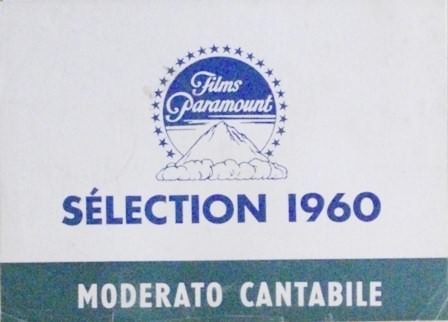 Films
Paramount
SÉLECTION 1960
MODERATO CANTABILE